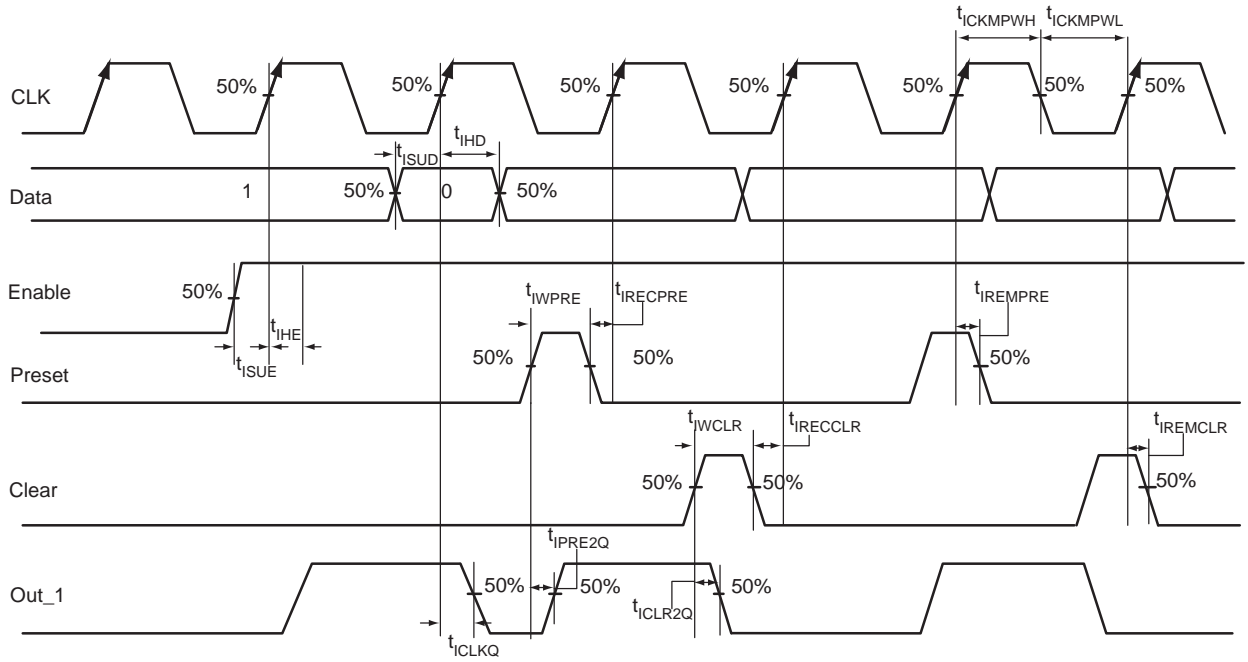 tICKMPWH tICKMPWL
CLK 50% 50% 50% 50% 50% 50% 50%
tISUD tIHD
Data 1 50% 0 50%
Enable 50% tIHE tISUE
tIWPRE tIRECPRE tIREMPRE
Preset 50% 50% 50%
tIWCLR tIRECCLR tIREMCLR
Clear 50% 50% 50%
tIPRE2Q
Out_1 50% 50% tICLR2Q 50%
tICLKQ